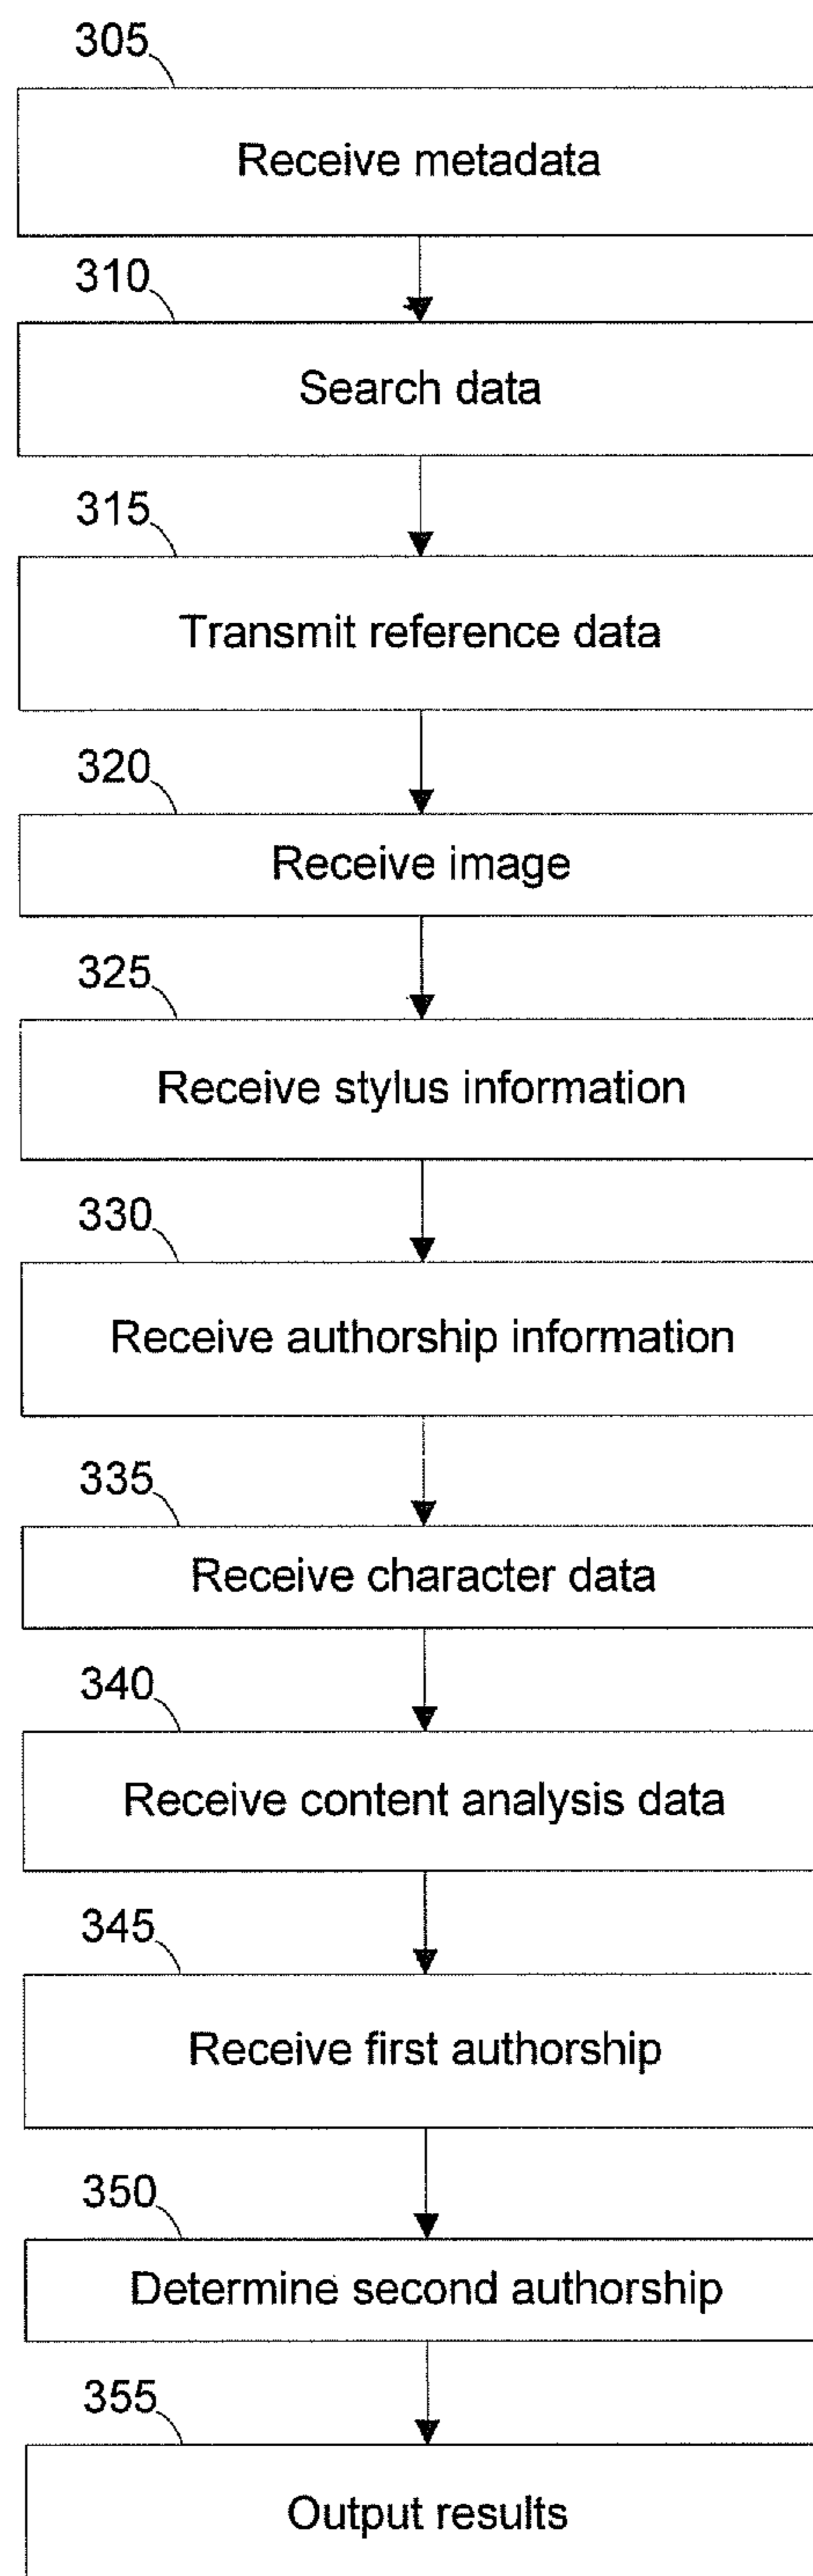 305
Receive metadata
310
Search data
315
Transmit reference data
320
Receive image
325
Receive stylus information
330
Receive authorship information
335
Receive character data
340
Receive content analysis data
345
Receive first authorship
350
Determine second authorship
355
Output results